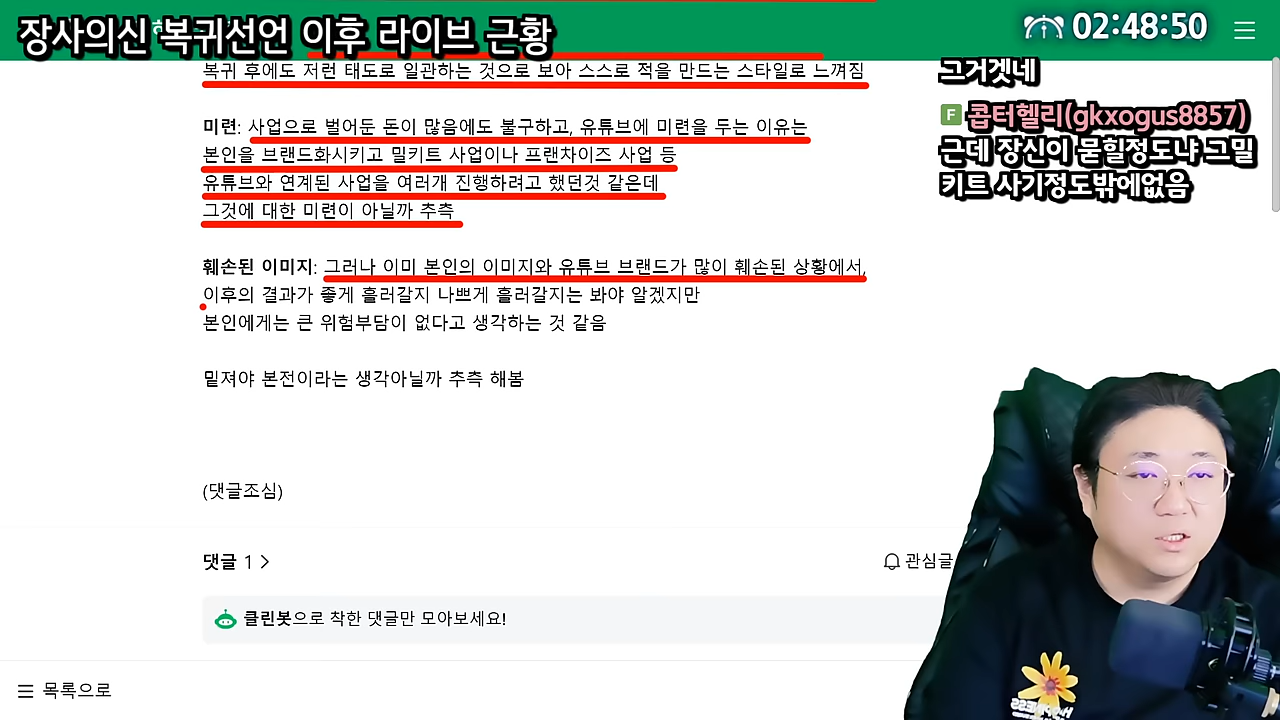 장사의신 복귀선언 이후 라이브 근황
02:48:50
복귀 후에도 저런 태도로 일관하는 것으로 보아 스스로 적을 만드는 스타일로 느껴짐
미련: 사업으로 벌어둔 돈이 많음에도 불구하고, 유튜브에 미련을 두는 이유는
본인을 브랜드화시키고 밀키트 사업이나 프랜차이즈 사업 등
유튜브와 연계된 사업을 여러개 진행하려고 했던것 같은데
그것에 대한 미련이 아닐까 추측
훼손된 이미지: 그러나 이미 본인의 이미지와 유튜브 브랜드가 많이 훼손된 상황에서,
이후의 결과가 좋게 흘러갈지 나쁘게 흘러갈지는 봐야 알겠지만
본인에게는 큰 위험부담이 없다고 생각하는 것 같음
밑져야 본전이라는 생각아닐까 추측 해봄
(댓글조심)
댓글 1
관심글
클린봇으로 착한 댓글만 모아보세요!
목록으로
그거겟네
F 콥터헬리(gkxogus8857)
근데 장신이 묻힐정도냐 그밀
키트 사기정도밖에없음